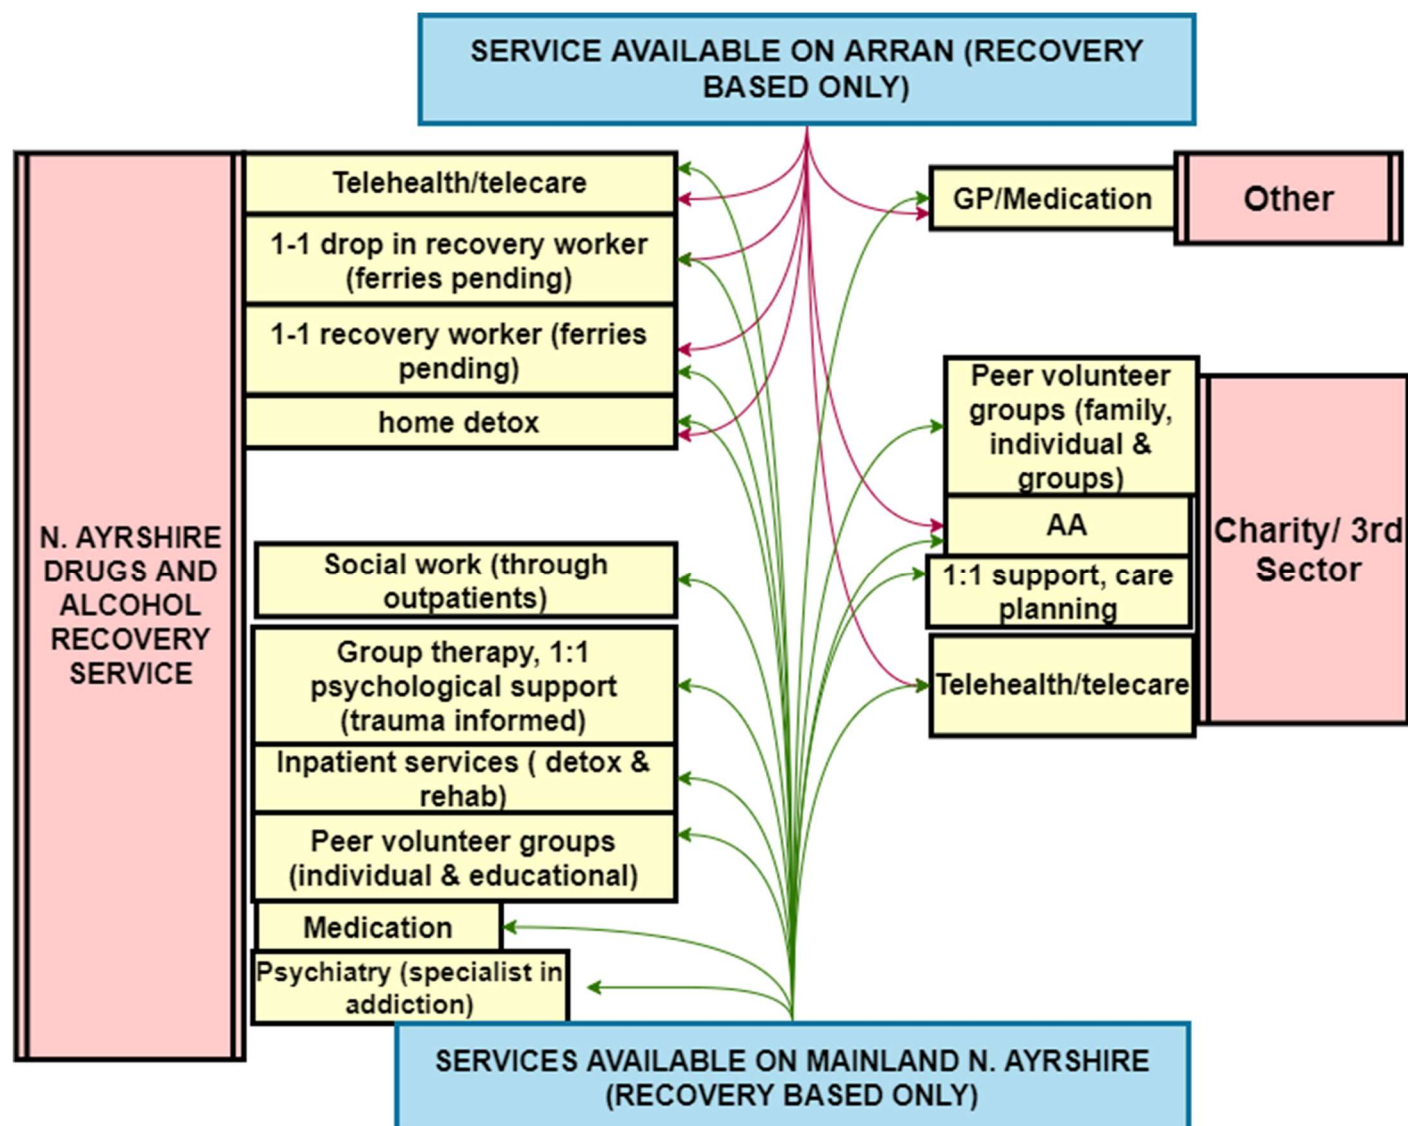 SERVICE AVAILABLE ON ARRAN (RECOVERY
BASED ONLY)
Telehealth/telecare
1-1 drop in recovery worker
(ferries pending)
1-1 recovery worker (ferries
pending)
home detox
N. AYRSHIRE
DRUGS AND
ALCOHOL
RECOVERY
SERVICE
Social work (through
outpatients)
Group therapy, 1:1
psychological support
(trauma informed)
Inpatient services ( detox &
rehab)
Peer volunteer groups
(individual & educational)
Medication
Psychiatry (specialist in
addiction)
GP/Medication
Other
Peer volunteer
groups (family,
individual &
groups)
AA
1:1 support, care
planning
Telehealth/telecare
Charity/ 3rd
Sector
SERVICES AVAILABLE ON MAINLAND N. AYRSHIRE
(RECOVERY BASED ONLY)